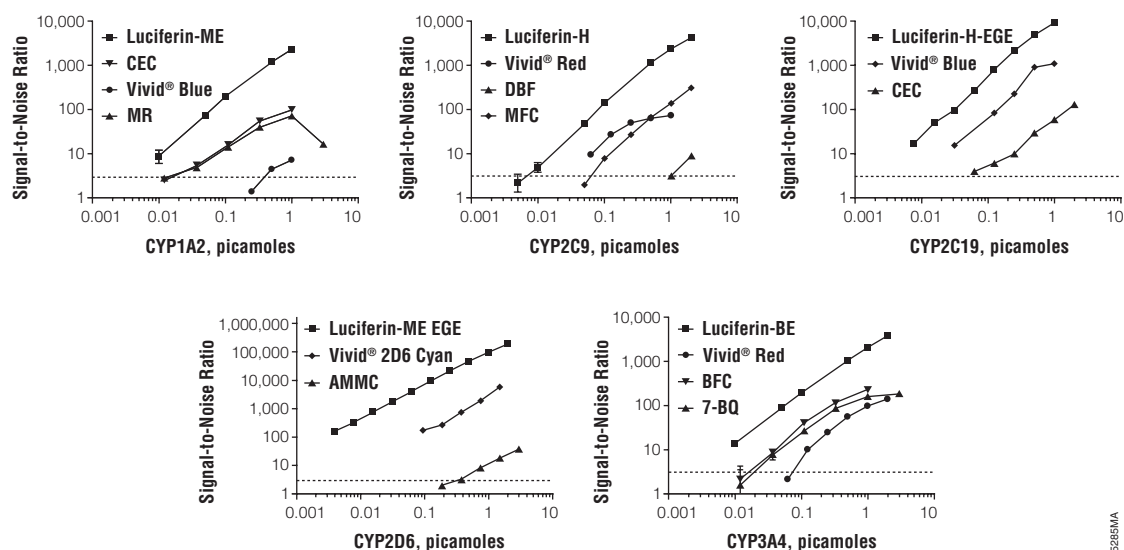 Signal-to-Noise Ratio
10,000
1,000
100
10
1
Luciferin-ME
CEC
Vivid® Blue
MR
0.001 0.01 0.1 1 10
CYP1A2, picamoles
Signal-to-Noise Ratio
10,000
1,000
100
10
1
Luciferin-H
Vivid® Red
DBF
MFC
0.001 0.01 0.1 1 10
CYP2C9, picamoles
Signal-to-Noise Ratio
10,000
1,000
100
10
1
Luciferin-H-EGE
Vivid® Blue
CEC
0.001 0.01 0.1 1 10
CYP2C19, picamoles
Signal-to-Noise Ratio
1,000,000
100,000
10,000
1,000
100
10
1
Luciferin-ME EGE
Vivid® 2D6 Cyan
AMMC
0.001 0.01 0.1 1 10
CYP2D6, picamoles
Signal-to-Noise Ratio
10,000
1,000
100
10
1
Luciferin-BE
Vivid® Red
BFC
7-BQ
0.001 0.01 0.1 1 10
CYP3A4, picamoles
5285MA